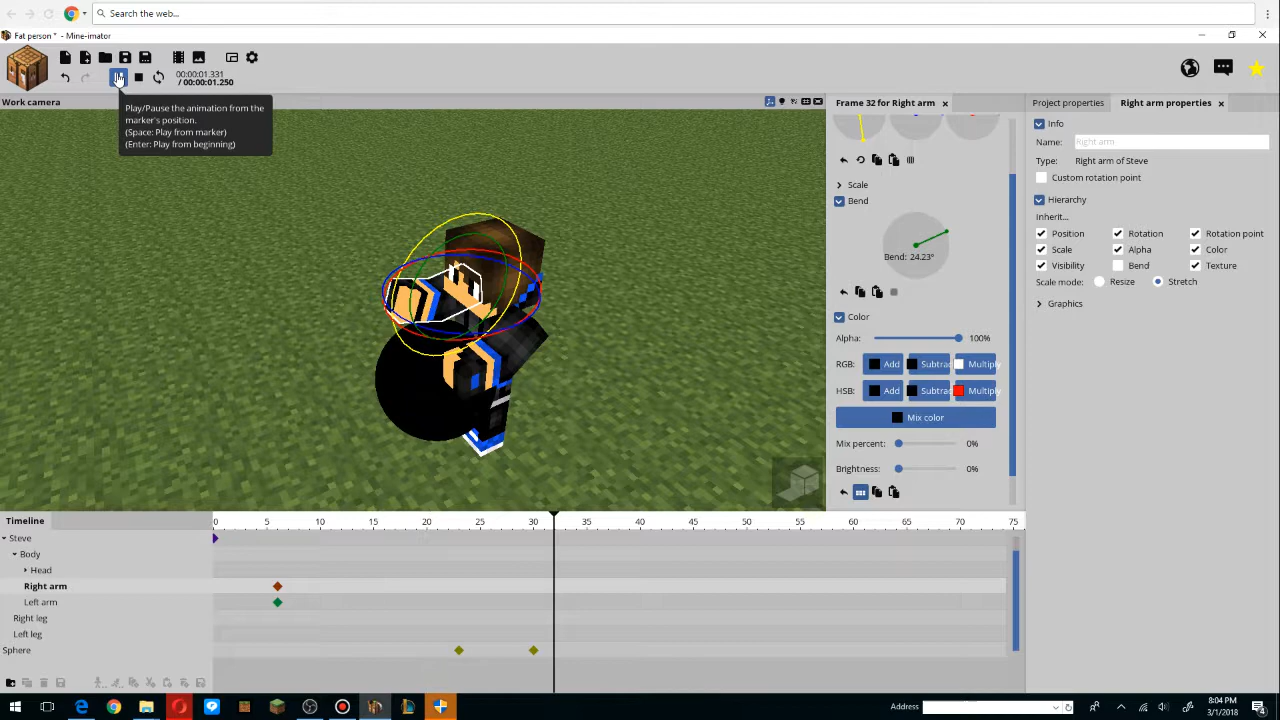 Search the web...
Fat person * - Mine-imator
00:00:01.331
/ 00:00:01.250
Work camera
Play/Pause the animation from the
marker's position.
(Space: Play from marker)
(Enter: Play from beginning)
Frame 32 for Right arm
Scale
Bend
Bend: 24.23°
Color
Alpha: 100%
RGB: Add Subtrac Multiply
HSB: Add Subtrac Multiply
Mix color
Mix percent: 0%
Brightness: 0%
Project properties Right arm properties
Info
Name: Right arm
Type: Right arm of Steve
Custom rotation point
Hierarchy
Inherit...
Position Rotation Rotation point
Scale Alpha Color
Visibility Bend Texture
Scale mode: Resize Stretch
Graphics
Timeline 0 5 10 15 20 25 30 35 40 45 50 55 60 65 70 75
Steve
Body
Head
Right arm
Left arm
Right leg
Left leg
Sphere
Address
8:04 PM
3/1/2018
4